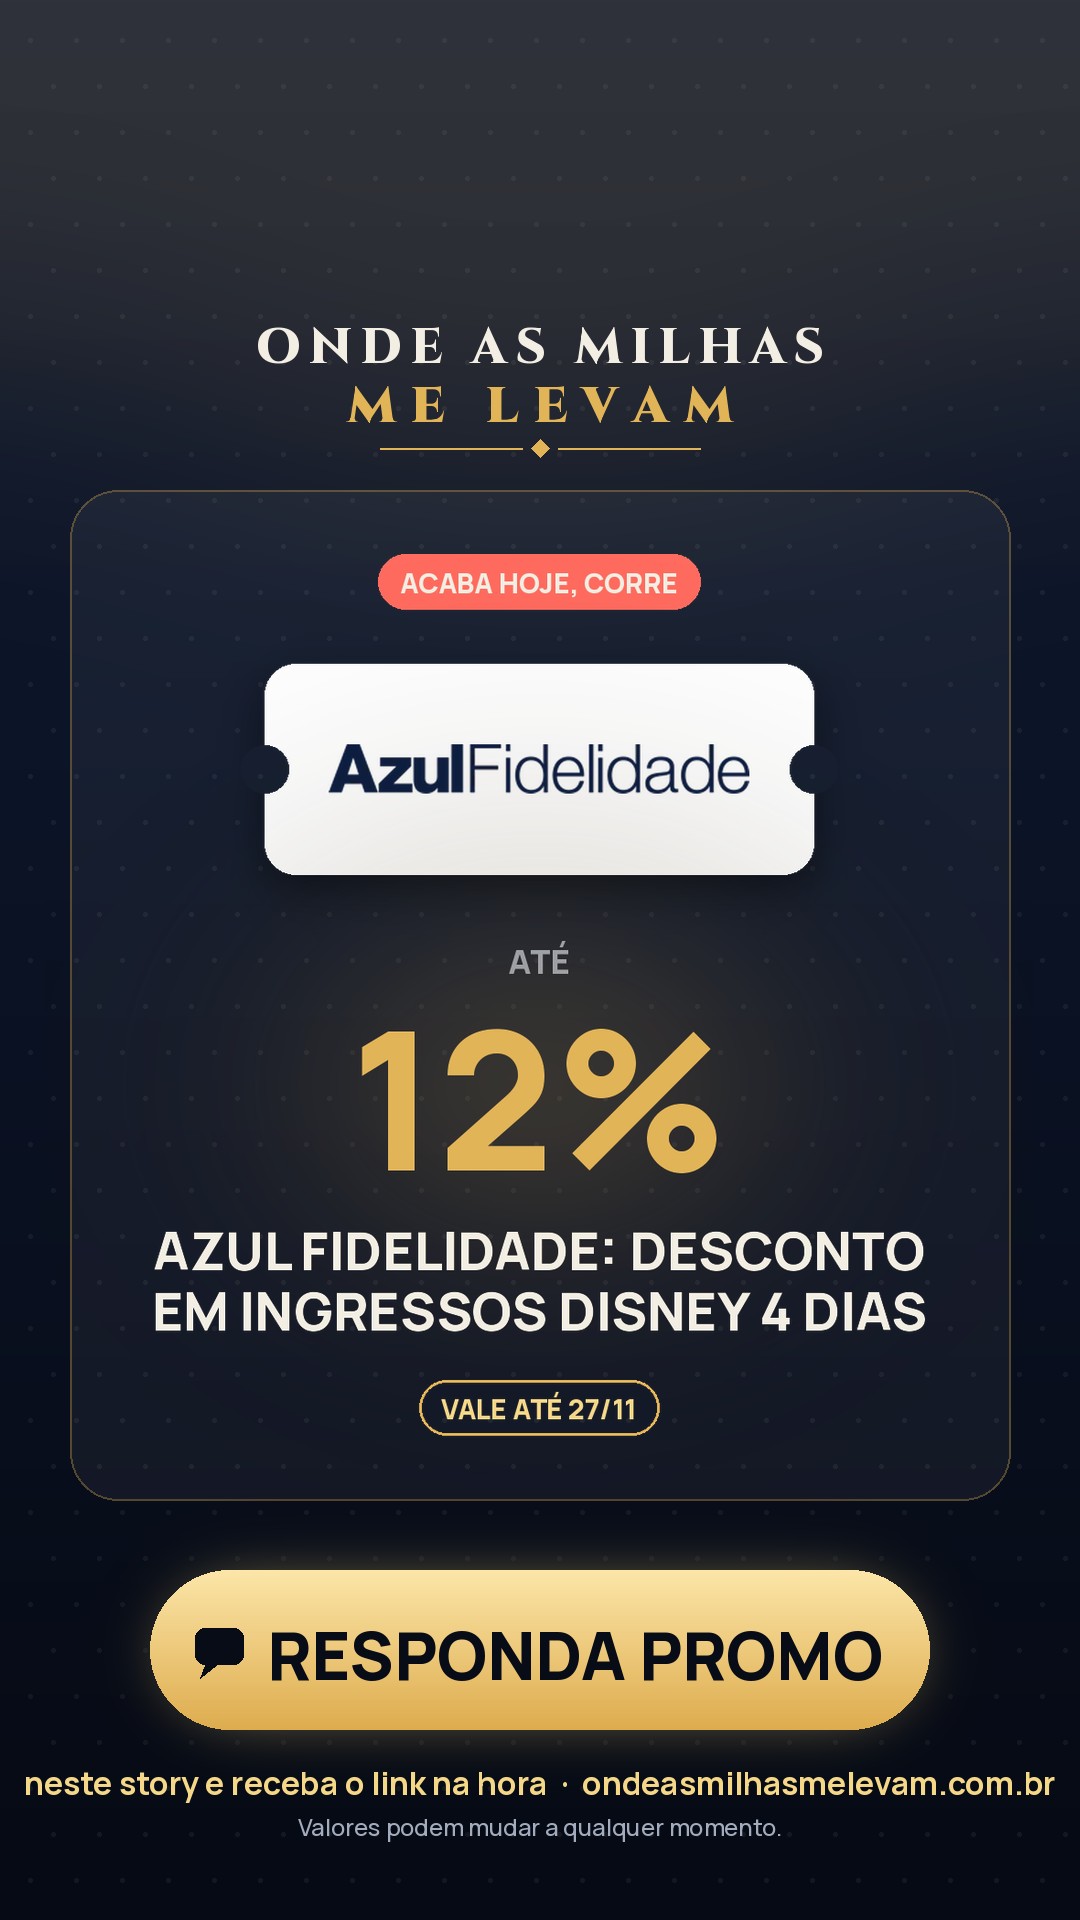 ONDE AS MILHAS
ME LEVAM
ACABA HOJE, CORRE
AzulFidelidade
ATÉ
12%
AZUL FIDELIDADE: DESCONTO
EM INGRESSOS DISNEY 4 DIAS
VALE ATÉ 27/11
RESPONDA PROMO
neste story e receba o link na hora · ondeasmilhasmelevam.com.br
Valores podem mudar a qualquer momento.